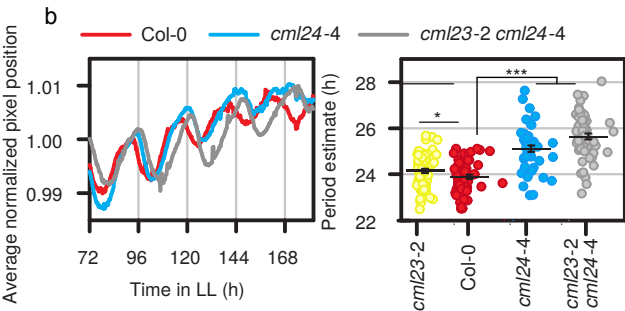 b
Col-0
cml24-4
cml23-2 cml24-4
Average normalized pixel position
1.01
1.00
0.99
72
96
120
144
168
Time in LL (h)
Period estimate (h)
28
26
24
22
*
***
cml23-2
Col-0
cml24-4
cml23-2
cml24-4